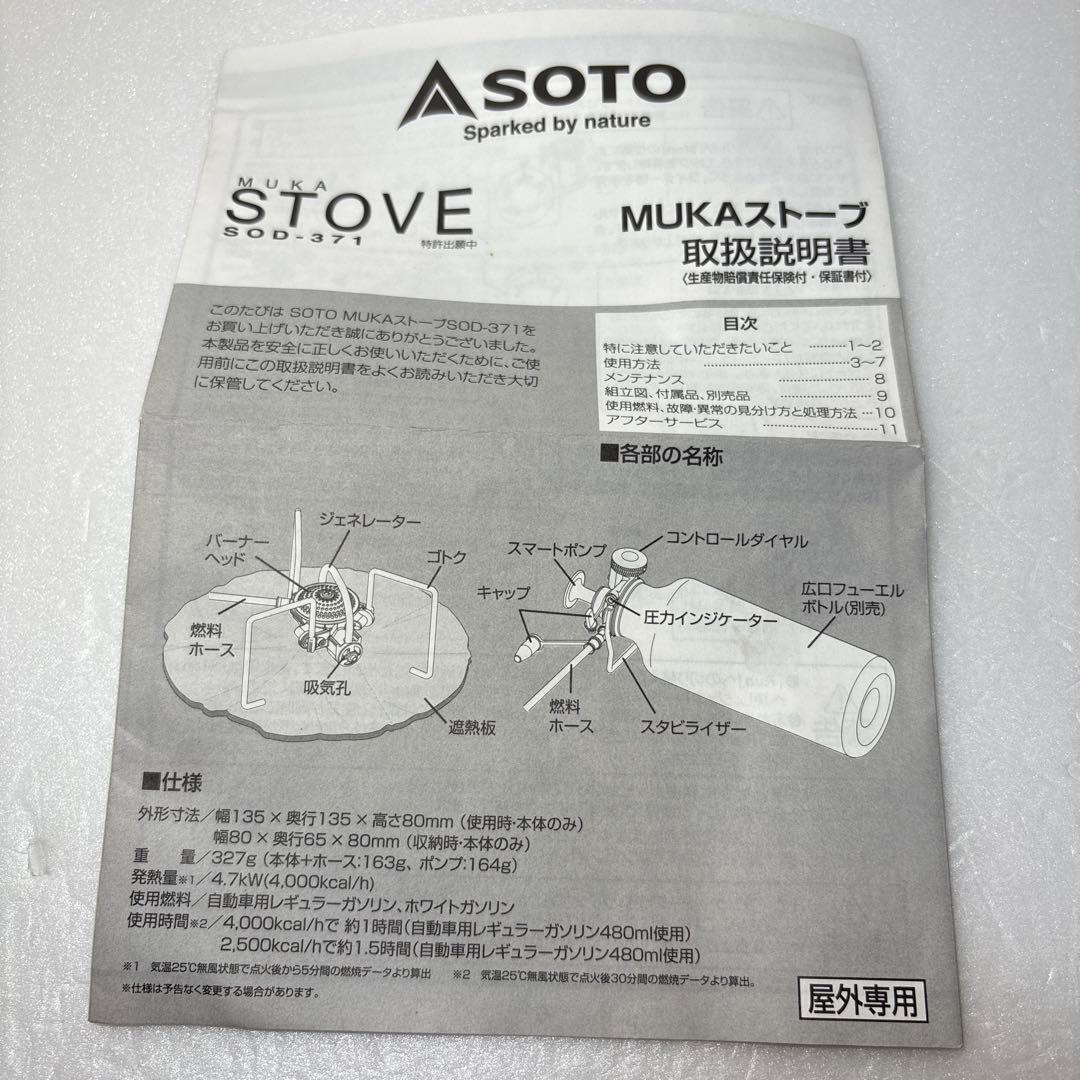 SOTO
Sparked by nature
MUKA
STOVE
SOD-371
特許出願中
MUKAストーブ
取扱説明書
〈生産物賠償責任保険付・保証書付〉
このたびは SOTO MUKAストーブSOD-371を
お買い上げいただき誠にありがとうございました。
本製品を安全に正しくお使いいただくために、ご使
用前にこの取扱説明書をよくお読みいただき大切
に保管してください。
目次
特に注意していただきたいこと ………1~2
使用方法 ………………………3~7
メンテナンス ………………… 8
組立図、付属品、別売品 ………………… 9
使用燃料、故障・異常の見分け方と処理方法 …10
アフターサービス ………………………11
■各部の名称
ジェネレーター
バーナー
ヘッド
ゴトク
燃料
ホース
吸気孔
遮熱板
スマートポンプ
コントロールダイヤル
キャップ
広口フューエル
ボトル(別売)
圧力インジケーター
燃料
ホース
スタビライザー
■仕様
外形寸法/幅135×奥行135×高さ80mm(使用時・本体のみ)
幅80×奥行65×80mm(収納時・本体のみ)
重 量/327g(本体+ホース:163g、ポンプ:164g)
発熱量※1/4.7kW(4,000kcal/h)
使用燃料/自動車用レギュラーガソリン、ホワイトガソリン
使用時間※2/4,000kcal/hで 約1時間(自動車用レギュラーガソリン480ml使用)
2,500kcal/hで約1.5時間(自動車用レギュラーガソリン480ml使用)
※1 気温25℃無風状態で点火後から5分間の燃焼データより算出 ※2 気温25℃無風状態で点火後30分間の燃焼データより算出。
※仕様は予告なく変更する場合があります。
屋外専用